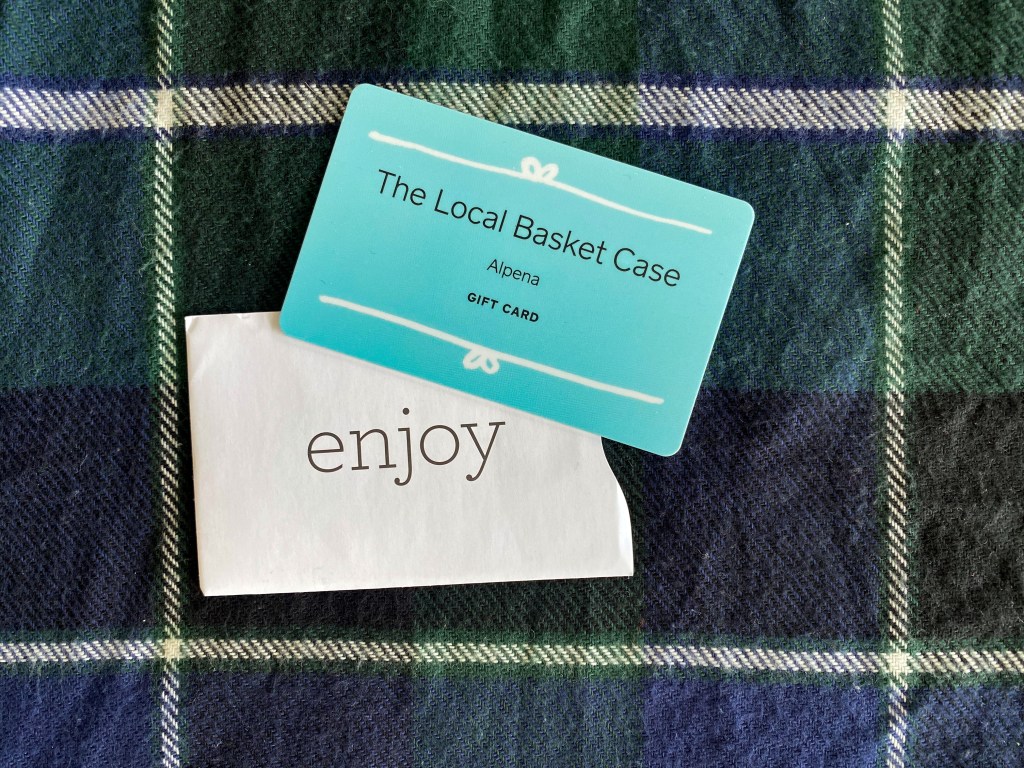 The Local Basket Case
Alpena
GIFT CARD
enjoy